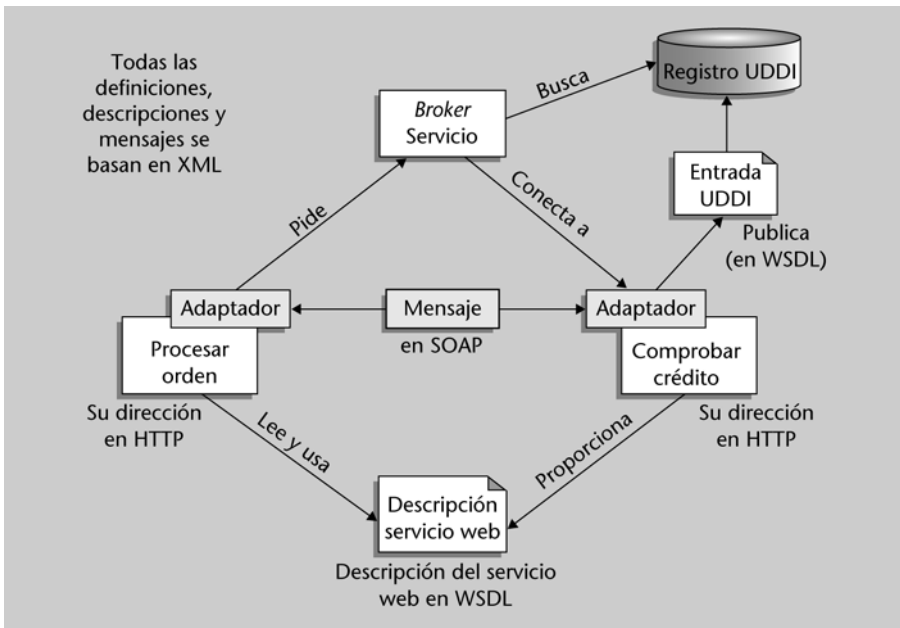 Todas las
definiciones,
descripciones y
mensajes se
basan en XML
Broker
Servicio
Busca
Registro UDDI
Entrada
UDDI
Publica
(en WSDL)
Pide
Conecta a
Adaptador
Procesar
orden
Su dirección
en HTTP
Mensaje
en SOAP
Adaptador
Comprobar
crédito
Su dirección
en HTTP
Lee y usa
Proporciona
Descripción
servicio web
Descripción del servicio
web en WSDL